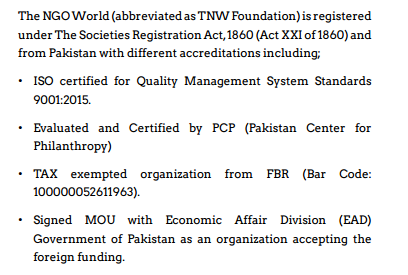 The NGO World (abbreviated as TNW Foundation) is registered
under The Societies Registration Act, 1860 (Act XXI of 1860) and
from Pakistan with different accreditations including;
• ISO certified for Quality Management System Standards
9001:2015.
• Evaluated and Certified by PCP (Pakistan Center for
Philanthropy)
• TAX exempted organization from FBR (Bar Code:
100000052611963).
• Signed MOU with Economic Affair Division (EAD)
Government of Pakistan as an organization accepting the
foreign funding.